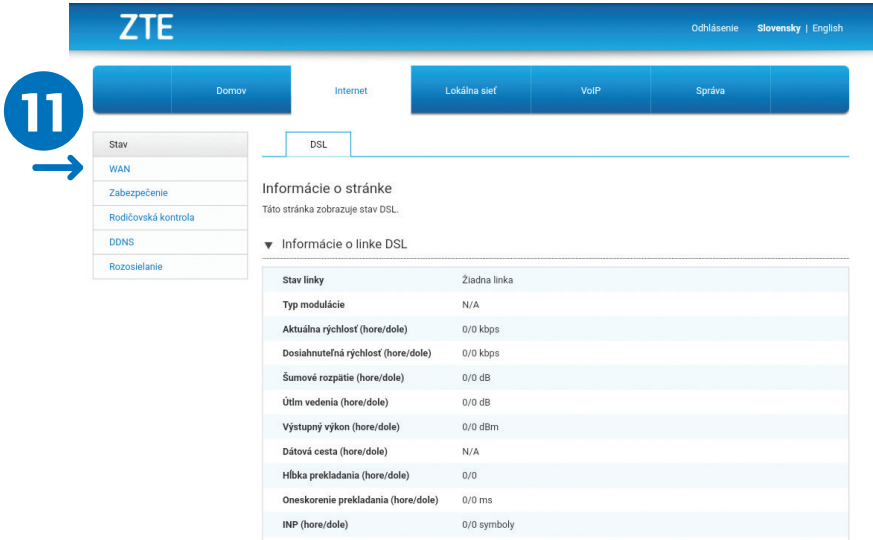 ZTE
Odhlásenie Slovensky | English
Domov Internet Lokálna sieť VoIP Správa
11
Stav
WAN
Zabezpečenie
Rodičovská kontrola
DDNS
Rozosielanie
DSL
Informácie o stránke
Táto stránka zobrazuje stav DSL.
▼ Informácie o linke DSL
Stav linky Žiadna linka
Typ modulácie N/A
Aktuálna rýchlosť (hore/dole) 0/0 kbps
Dosiahnuteľná rýchlosť (hore/dole) 0/0 kbps
Šumové rozpätie (hore/dole) 0/0 dB
Útlm vedenia (hore/dole) 0/0 dB
Výstupný výkon (hore/dole) 0/0 dBm
Dátová cesta (hore/dole) N/A
Hĺbka prekladania (hore/dole) 0/0
Oneskorenie prekladania (hore/dole) 0/0 ms
INP (hore/dole) 0/0 symboly